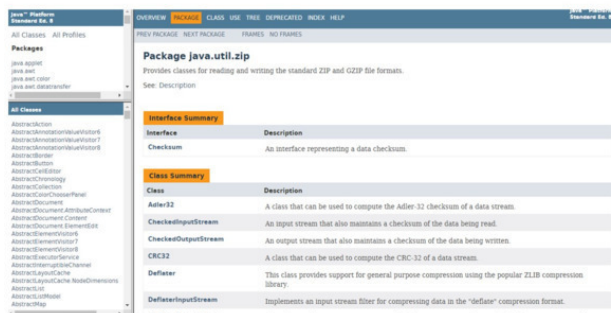 Java™ Platform
Standard Ed. 8
All Classes All Profiles
Packages
java.applet
java.awt
java.awt.color
java.awt.datatransfer
All Classes
AbstractAction
AbstractAnnotationValueVisitor6
AbstractAnnotationValueVisitor7
AbstractAnnotationValueVisitor8
AbstractBorder
AbstractButton
AbstractCellEditor
AbstractChronology
AbstractCollection
AbstractColorChooserPanel
AbstractDocument
AbstractDocument.AttributeContext
AbstractDocument.Content
AbstractDocument.ElementEdit
AbstractElementVisitor6
AbstractElementVisitor7
AbstractElementVisitor8
AbstractExecutorService
AbstractInterruptibleChannel
AbstractLayoutCache
AbstractLayoutCache.NodeDimensions
AbstractList
AbstractListModel
AbstractMap
OVERVIEW PACKAGE CLASS USE TREE DEPRECATED INDEX HELP
Java™ Platform
Standard Ed. 8
PREV PACKAGE NEXT PACKAGE FRAMES NO FRAMES
Package java.util.zip
Provides classes for reading and writing the standard ZIP and GZIP file formats.
See: Description
Interface Summary
Interface Description
Checksum An interface representing a data checksum.
Class Summary
Class Description
Adler32 A class that can be used to compute the Adler-32 checksum of a data stream.
CheckedInputStream An input stream that also maintains a checksum of the data being read.
CheckedOutputStream An output stream that also maintains a checksum of the data being written.
CRC32 A class that can be used to compute the CRC-32 of a data stream.
Deflater This class provides support for general purpose compression using the popular ZLIB compression
library.
DeflaterInputStream Implements an input stream filter for compressing data in the "deflate" compression format.